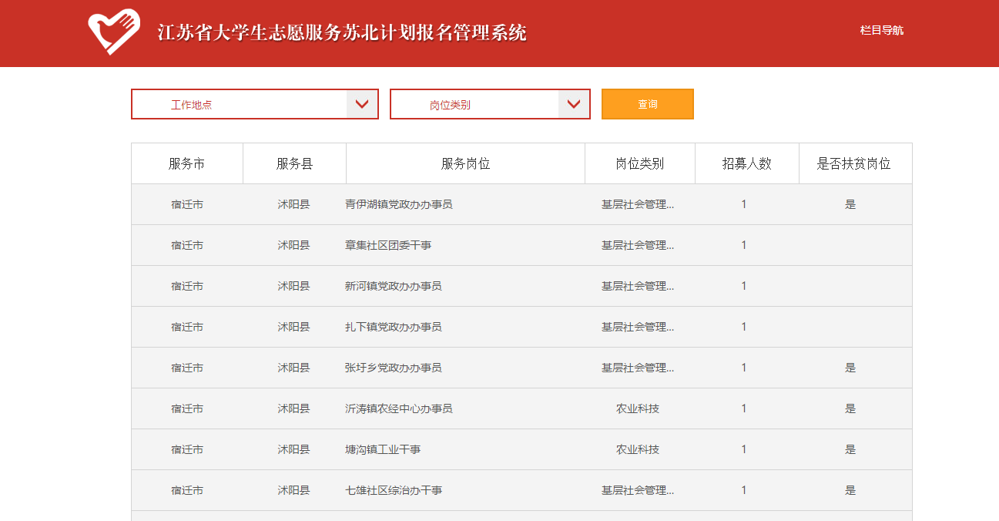 江苏省大学生志愿服务苏北计划报名管理系统
栏目导航
工作地点 岗位类别 查询
服务市 服务县 服务岗位 岗位类别 招募人数 是否扶贫岗位
宿迁市 沭阳县 青伊湖镇党政办办事员 基层社会管理... 1 是
宿迁市 沭阳县 章集社区团委干事 基层社会管理... 1
宿迁市 沭阳县 新河镇党政办办事员 基层社会管理... 1
宿迁市 沭阳县 扎下镇党政办办事员 基层社会管理... 1
宿迁市 沭阳县 张圩乡党政办办事员 基层社会管理... 1 是
宿迁市 沭阳县 沂涛镇农经中心办事员 农业科技 1 是
宿迁市 沭阳县 塘沟镇工业干事 农业科技 1 是
宿迁市 沭阳县 七雄社区综治办干事 基层社会管理... 1 是